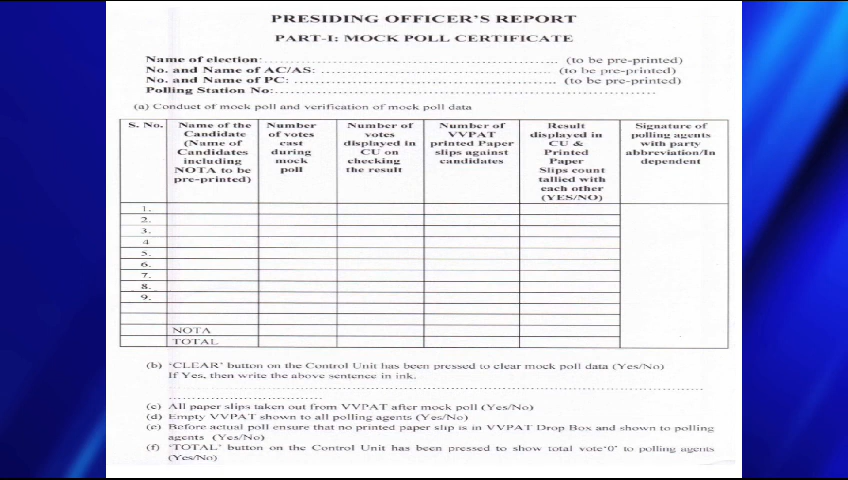 PRESIDING OFFICER'S REPORT
PART-I: MOCK POLL CERTIFICATE
Name of election: ........................................................ (to be pre-printed)
No. and Name of AC/AS: ............................................ (to be pre-printed)
No. and Name of PC: .................................................. (to be pre-printed)
Polling Station No:..........................................................................
(a) Conduct of mock poll and verification of mock poll data
S. No. Name of the Candidate (Name of Candidates including NOTA to be pre-printed) Number of votes cast during mock poll Number of votes displayed in CU on checking the result Number of VVPAT printed Paper slips against candidates Result displayed in CU & Printed Paper Slips count tallied with each other (YES/NO) Signature of polling agents with party abbreviation/In dependent
1.
2.
3.
4
5.
6.
7.
8.
9.
NOTA
TOTAL
(b) 'CLEAR' button on the Control Unit has been pressed to clear mock poll data (Yes/No)
If Yes, then write the above sentence in ink.
..........................................................................................................
..............................
(c) All paper slips taken out from VVPAT after mock poll (Yes/No)
(d) Empty VVPAT shown to all polling agents (Yes/No)
(e) Before actual poll ensure that no printed paper slip is in VVPAT Drop Box and shown to polling
agents (Yes/No)
(f) 'TOTAL' button on the Control Unit has been pressed to show total vote'0' to polling agents
(Yes/No)